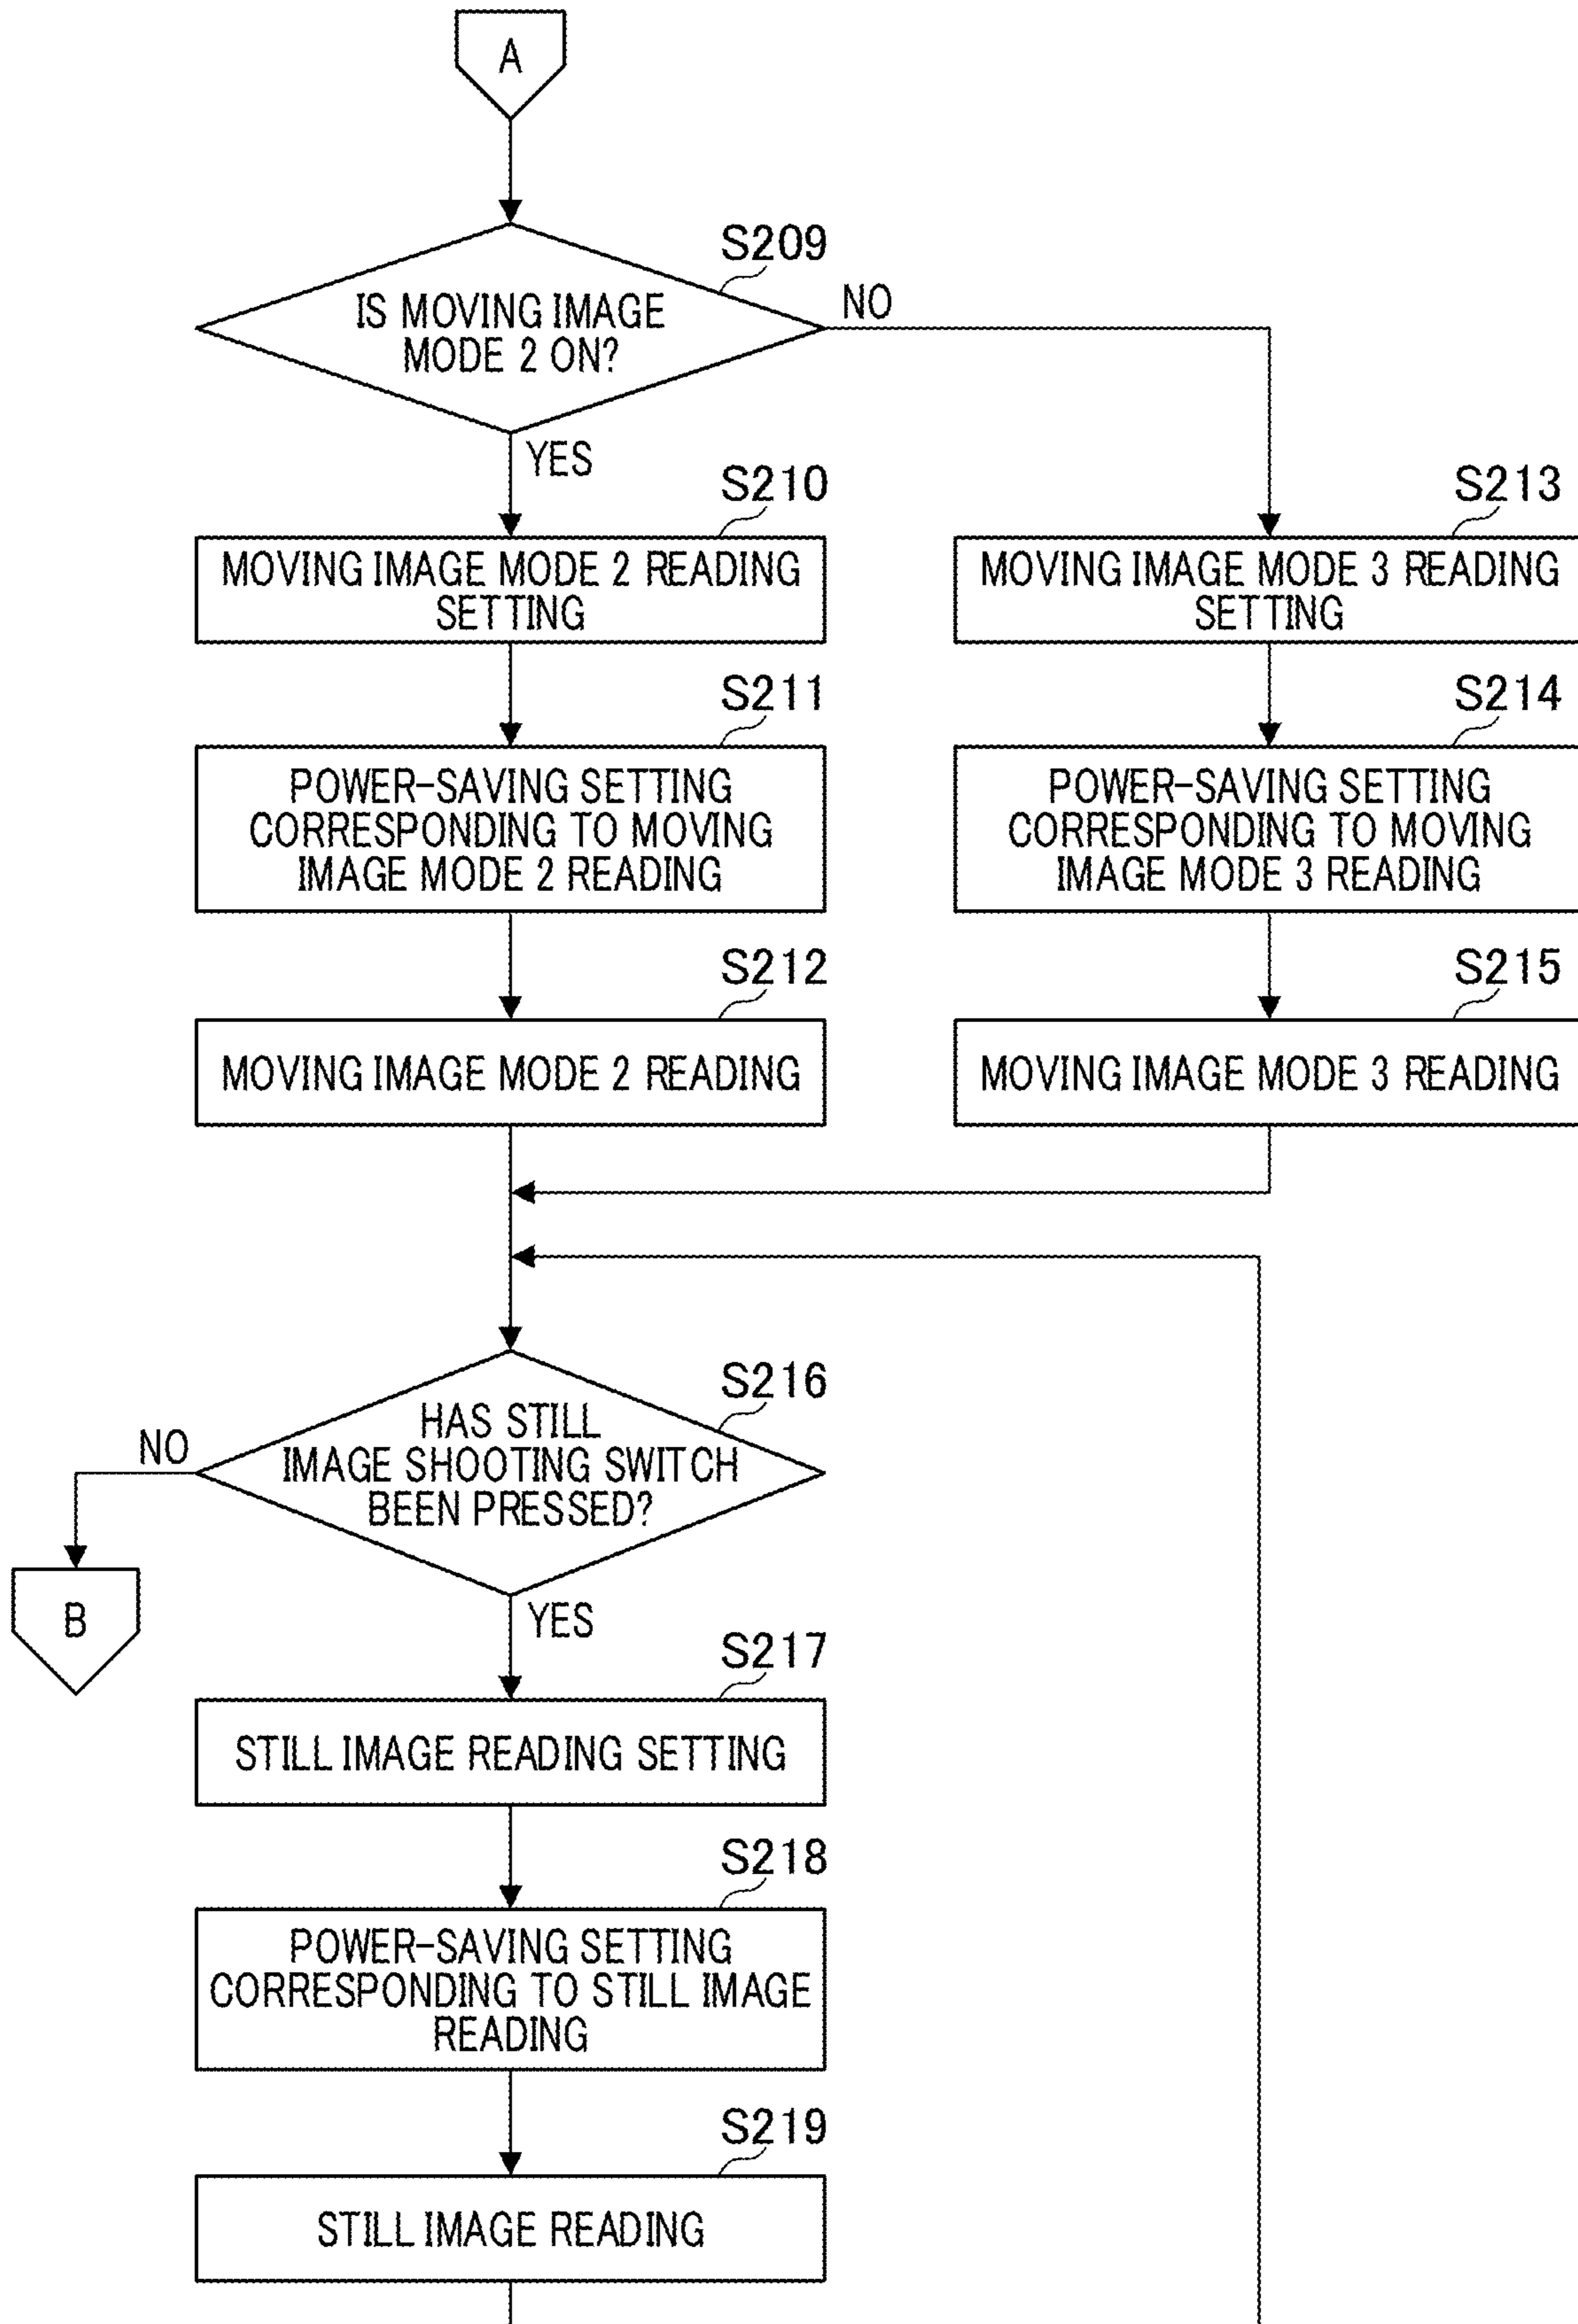 A
S209
IS MOVING IMAGE
MODE 2 ON?
NO
YES
S210
MOVING IMAGE MODE 2 READING
SETTING
S213
MOVING IMAGE MODE 3 READING
SETTING
S211
POWER-SAVING SETTING
CORRESPONDING TO MOVING
IMAGE MODE 2 READING
S214
POWER-SAVING SETTING
CORRESPONDING TO MOVING
IMAGE MODE 3 READING
S212
MOVING IMAGE MODE 2 READING
S215
MOVING IMAGE MODE 3 READING
S216
HAS STILL
IMAGE SHOOTING SWITCH
BEEN PRESSED?
NO
B
YES
S217
STILL IMAGE READING SETTING
S218
POWER-SAVING SETTING
CORRESPONDING TO STILL IMAGE
READING
S219
STILL IMAGE READING